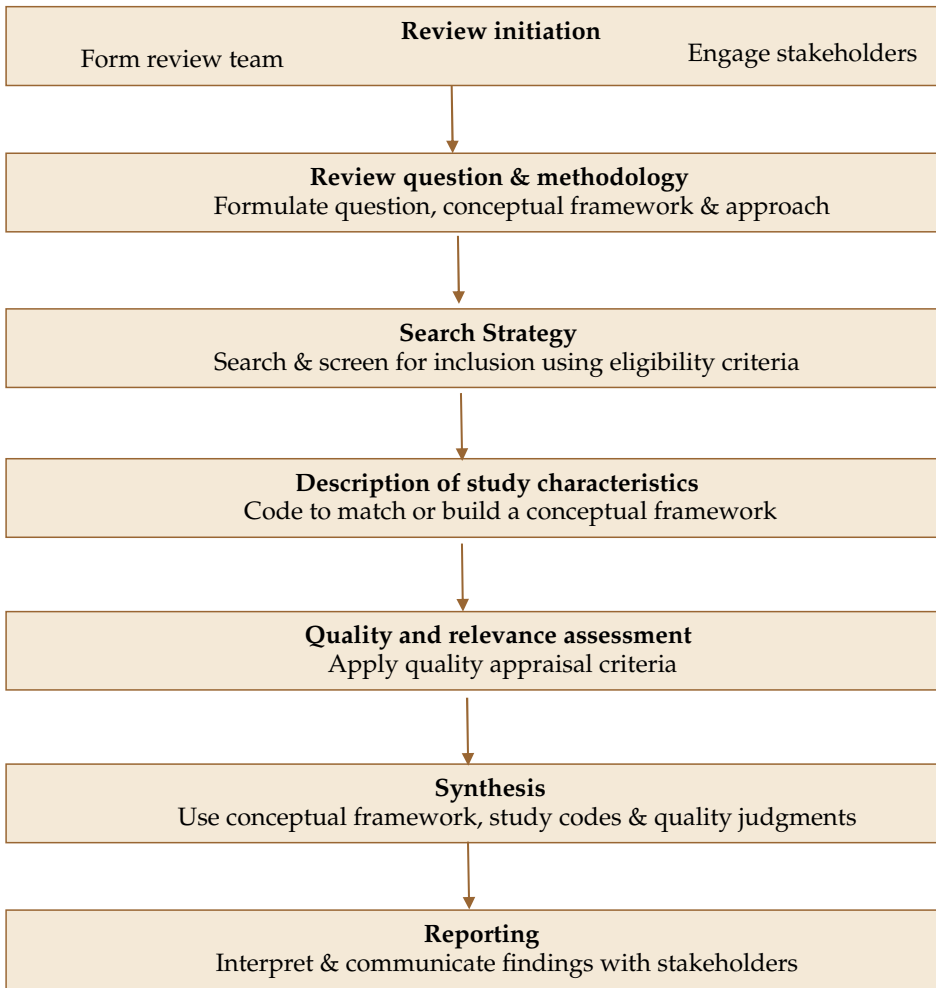 Review initiation
Form review team
Engage stakeholders
Review question & methodology
Formulate question, conceptual framework & approach
Search Strategy
Search & screen for inclusion using eligibility criteria
Description of study characteristics
Code to match or build a conceptual framework
Quality and relevance assessment
Apply quality appraisal criteria
Synthesis
Use conceptual framework, study codes & quality judgments
Reporting
Interpret & communicate findings with stakeholders